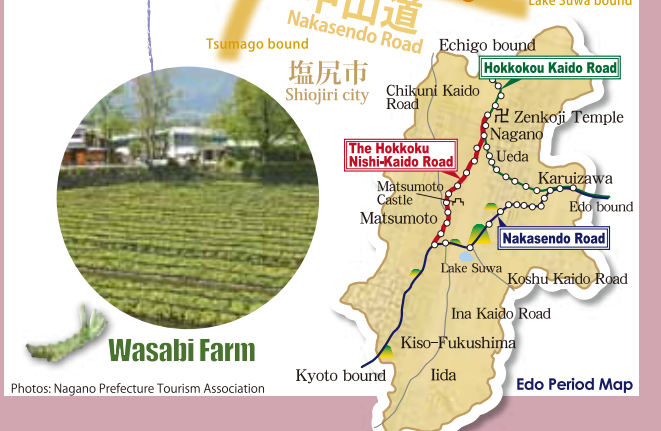 Lake Suwa bound
中山道
Nakasendo Road
Tsumago bound
塩尻市
Shiojiri city
Echigo bound
Hokkokou Kaido Road
Chikuni Kaido
Road
卍 Zenkoji Temple
Nagano
The Hokkoku
Nishi-Kaido Road
Ueda
Karuizawa
Matsumoto
Castle
Edo bound
Matsumoto
Nakasendo Road
Lake Suwa
Koshu Kaido Road
Ina Kaido Road
Kiso-Fukushima
Wasabi Farm
Kyoto bound
Iida
Edo Period Map
Photos: Nagano Prefecture Tourism Association